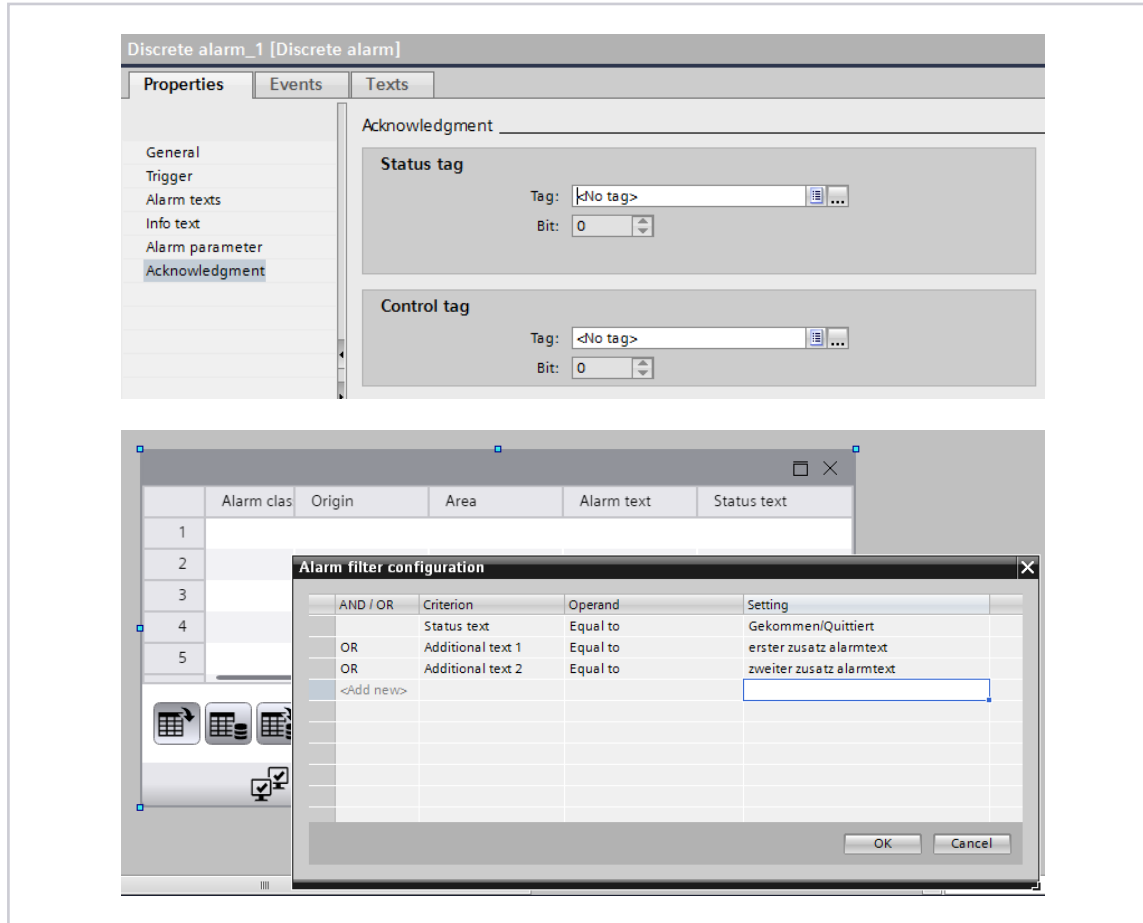 Discrete alarm_1 [Discrete alarm]
Properties Events Texts
Acknowledgment
General
Trigger
Alarm texts
Info text
Alarm parameter
Acknowledgment
Status tag
Tag: <No tag> ...
Bit: 0
Control tag
Tag: <No tag> ...
Bit: 0
Alarm clas Origin Area Alarm text Status text
1
2
3
4
5
Alarm filter configuration
AND / OR Criterion Operand Setting
Status text Equal to Gekommen/Quittiert
OR Additional text 1 Equal to erster zusatz alarmtext
OR Additional text 2 Equal to zweiter zusatz alarmtext
<Add new>
OK Cancel